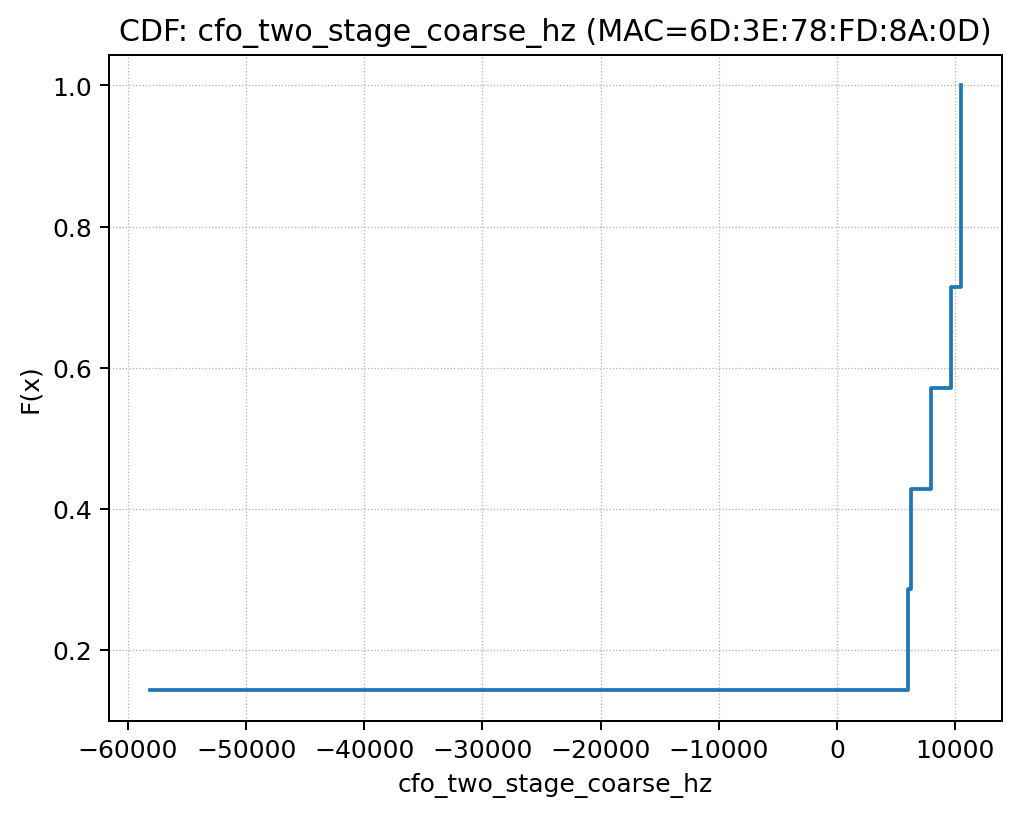 CDF: cfo_two_stage_coarse_hz (MAC=6D:3E:78:FD:8A:0D)
1.0
0.8
0.6
0.4
0.2
F(x)
−60000 −50000 −40000 −30000 −20000 −10000 0 10000
cfo_two_stage_coarse_hz